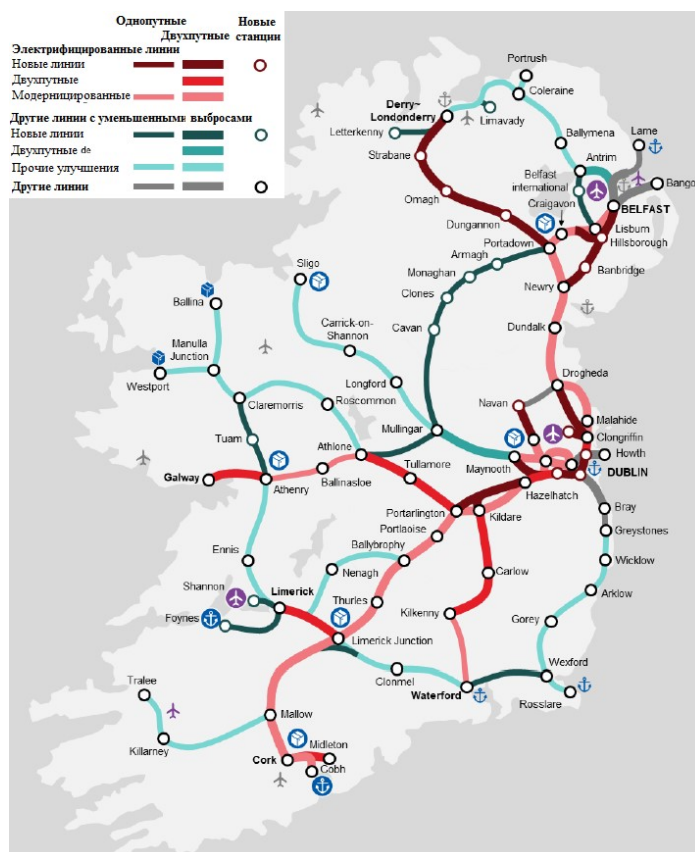 Однопутные
Двухпутные
Новые
станции
Электрифицированные линии
Новые линии
Двухпутные
Модерницированные
Другие линии с уменьшенными выбросами
Новые линии
Двухпутные de
Прочие улучшения
Другие линии
Portrush
Coleraine
Derry~
Londonderry
Limavady
Letterkenny
Strabane
Ballymena
Larne
Antrim
Belfast
international
Bango
Craigavon
BELFAST
Omagh
Dungannon
Lisburn
Hillsborough
Portadown
Armagh
Banbridge
Monaghan
Newry
Clones
Sligo
Cavan
Dundalk
Ballina
Carrick-on-
Shannon
Manulla
Junction
Drogheda
Westport
Longford
Navan
Claremorris
Roscommon
Malahide
Mullingar
Clongriffin
Tuam
Athlone
Howth
Maynooth
DUBLIN
Tullamore
Galway
Athenry
Ballinasloe
Hazelhatch
Portarlington
Kildare
Bray
Portlaoise
Greystones
Ballybrophy
Ennis
Wicklow
Nenagh
Carlow
Shannon
Limerick
Arklow
Thurles
Kilkenny
Foynes
Gorey
Limerick Junction
Clonmel
Wexford
Tralee
Waterford
Rosslare
Mallow
Killarney
Midleton
Cork
Cobh